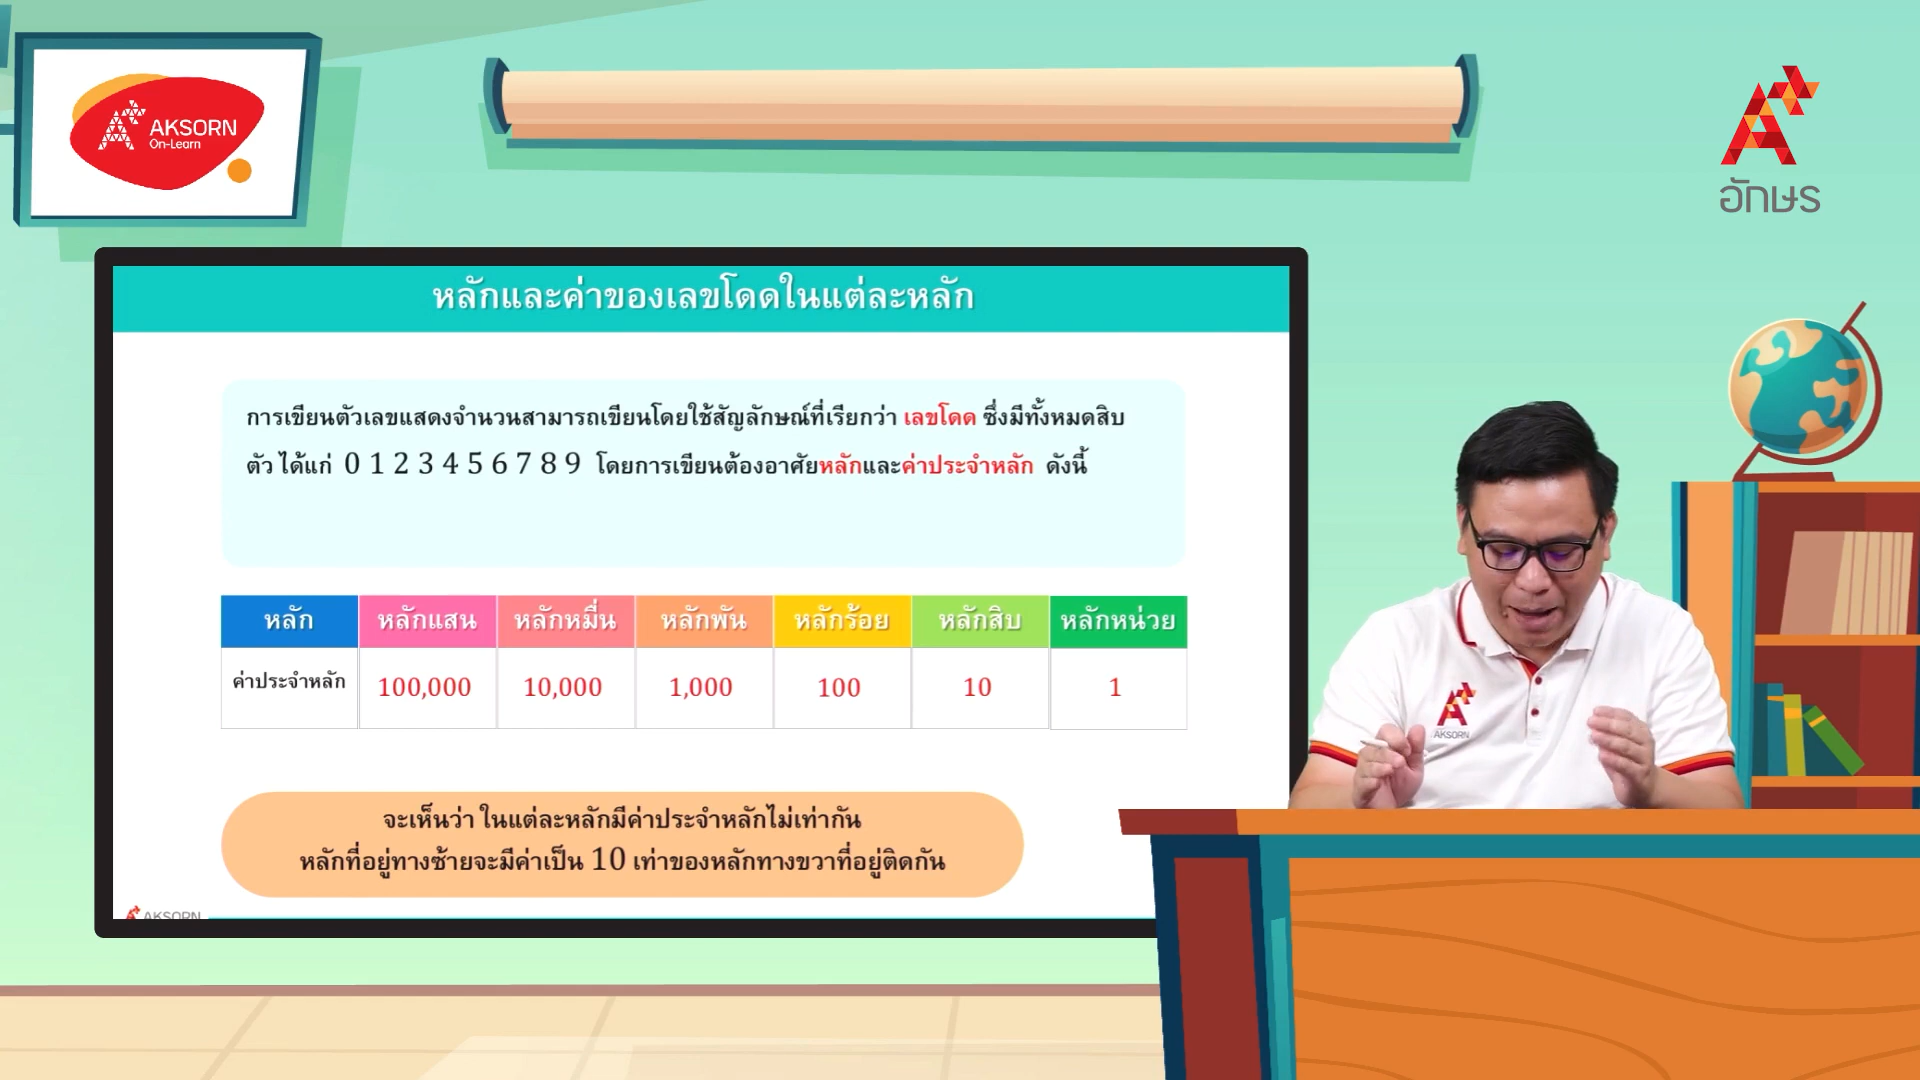 AKSORN
On-Learn
อักษร
หลักและค่าของเลขโดดในแต่ละหลัก
การเขียนตัวเลขแสดงจำนวนสามารถเขียนโดยใช้สัญลักษณ์ที่เรียกว่า เลขโดด ซึ่งมีทั้งหมดสิบ
ตัว ได้แก่ 0 1 2 3 4 5 6 7 8 9 โดยการเขียนต้องอาศัยหลักและค่าประจำหลัก ดังนี้
หลัก หลักแสน หลักหมื่น หลักพัน หลักร้อย หลักสิบ หลักหน่วย
ค่าประจำหลัก 100,000 10,000 1,000 100 10 1
จะเห็นว่า ในแต่ละหลักมีค่าประจำหลักไม่เท่ากัน
หลักที่อยู่ทางซ้ายจะมีค่าเป็น 10 เท่าของหลักทางขวาที่อยู่ติดกัน
AKSORN
AKSORN